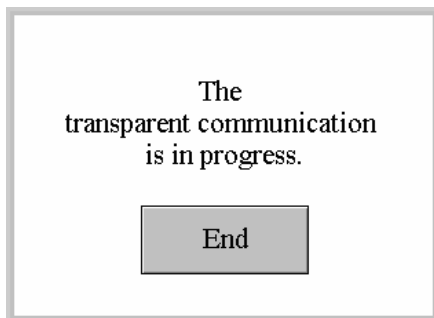 The
transparent communication
is in progress.
End